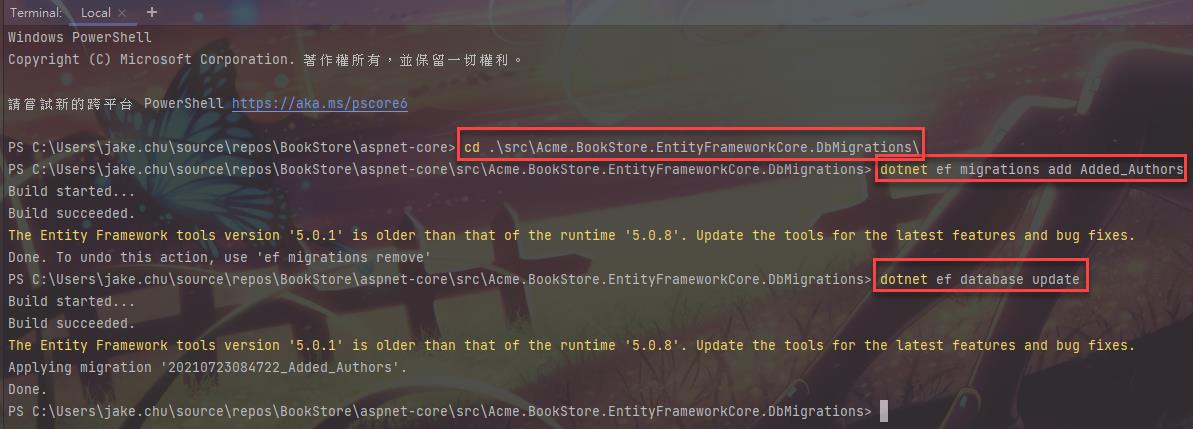 Terminal: Local × +
Windows PowerShell
Copyright (C) Microsoft Corporation. 著作權所有，並保留一切權利。
請嘗試新的跨平台 PowerShell https://aka.ms/pscore6
PS C:\Users\jake.chu\source\repos\BookStore\aspnet-core> cd .\src\Acme.BookStore.EntityFrameworkCore.DbMigrations\
PS C:\Users\jake.chu\source\repos\BookStore\aspnet-core\src\Acme.BookStore.EntityFrameworkCore.DbMigrations> dotnet ef migrations add Added_Authors
Build started...
Build succeeded.
The Entity Framework tools version '5.0.1' is older than that of the runtime '5.0.8'. Update the tools for the latest features and bug fixes.
Done. To undo this action, use 'ef migrations remove'
PS C:\Users\jake.chu\source\repos\BookStore\aspnet-core\src\Acme.BookStore.EntityFrameworkCore.DbMigrations> dotnet ef database update
Build started...
Build succeeded.
The Entity Framework tools version '5.0.1' is older than that of the runtime '5.0.8'. Update the tools for the latest features and bug fixes.
Applying migration '20210723084722_Added_Authors'.
Done.
PS C:\Users\jake.chu\source\repos\BookStore\aspnet-core\src\Acme.BookStore.EntityFrameworkCore.DbMigrations>